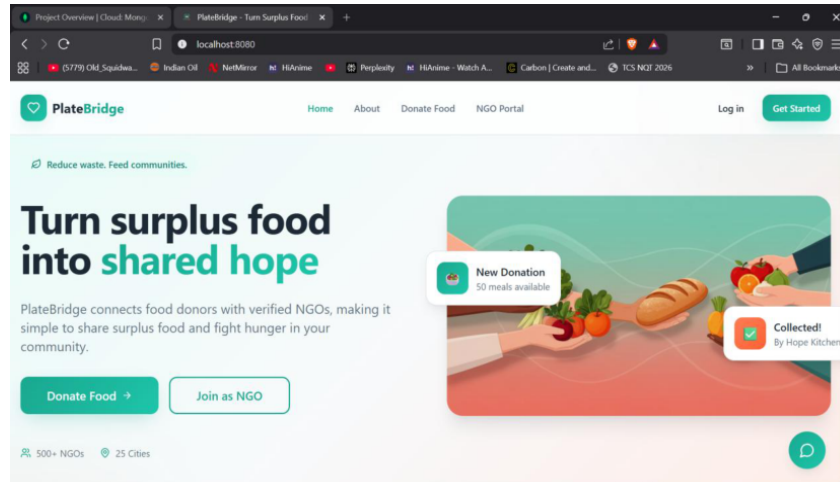 Project Overview | Cloud: Mong
PlateBridge - Turn Surplus Food
localhost:8080
(5779) Old_Squidwa...
Indian Oil
NetMirror
HiAnime
Perplexity
HiAnime - Watch A...
Carbon | Create and...
TCS NQT 2026
»
All Bookmarks
PlateBridge
Home
About
Donate Food
NGO Portal
Log in
Get Started
Reduce waste. Feed communities.
Turn surplus food
into shared hope
PlateBridge connects food donors with verified NGOs, making it
simple to share surplus food and fight hunger in your
community.
Donate Food →
Join as NGO
500+ NGOs
25 Cities
New Donation
50 meals available
Collected!
By Hope Kitchen